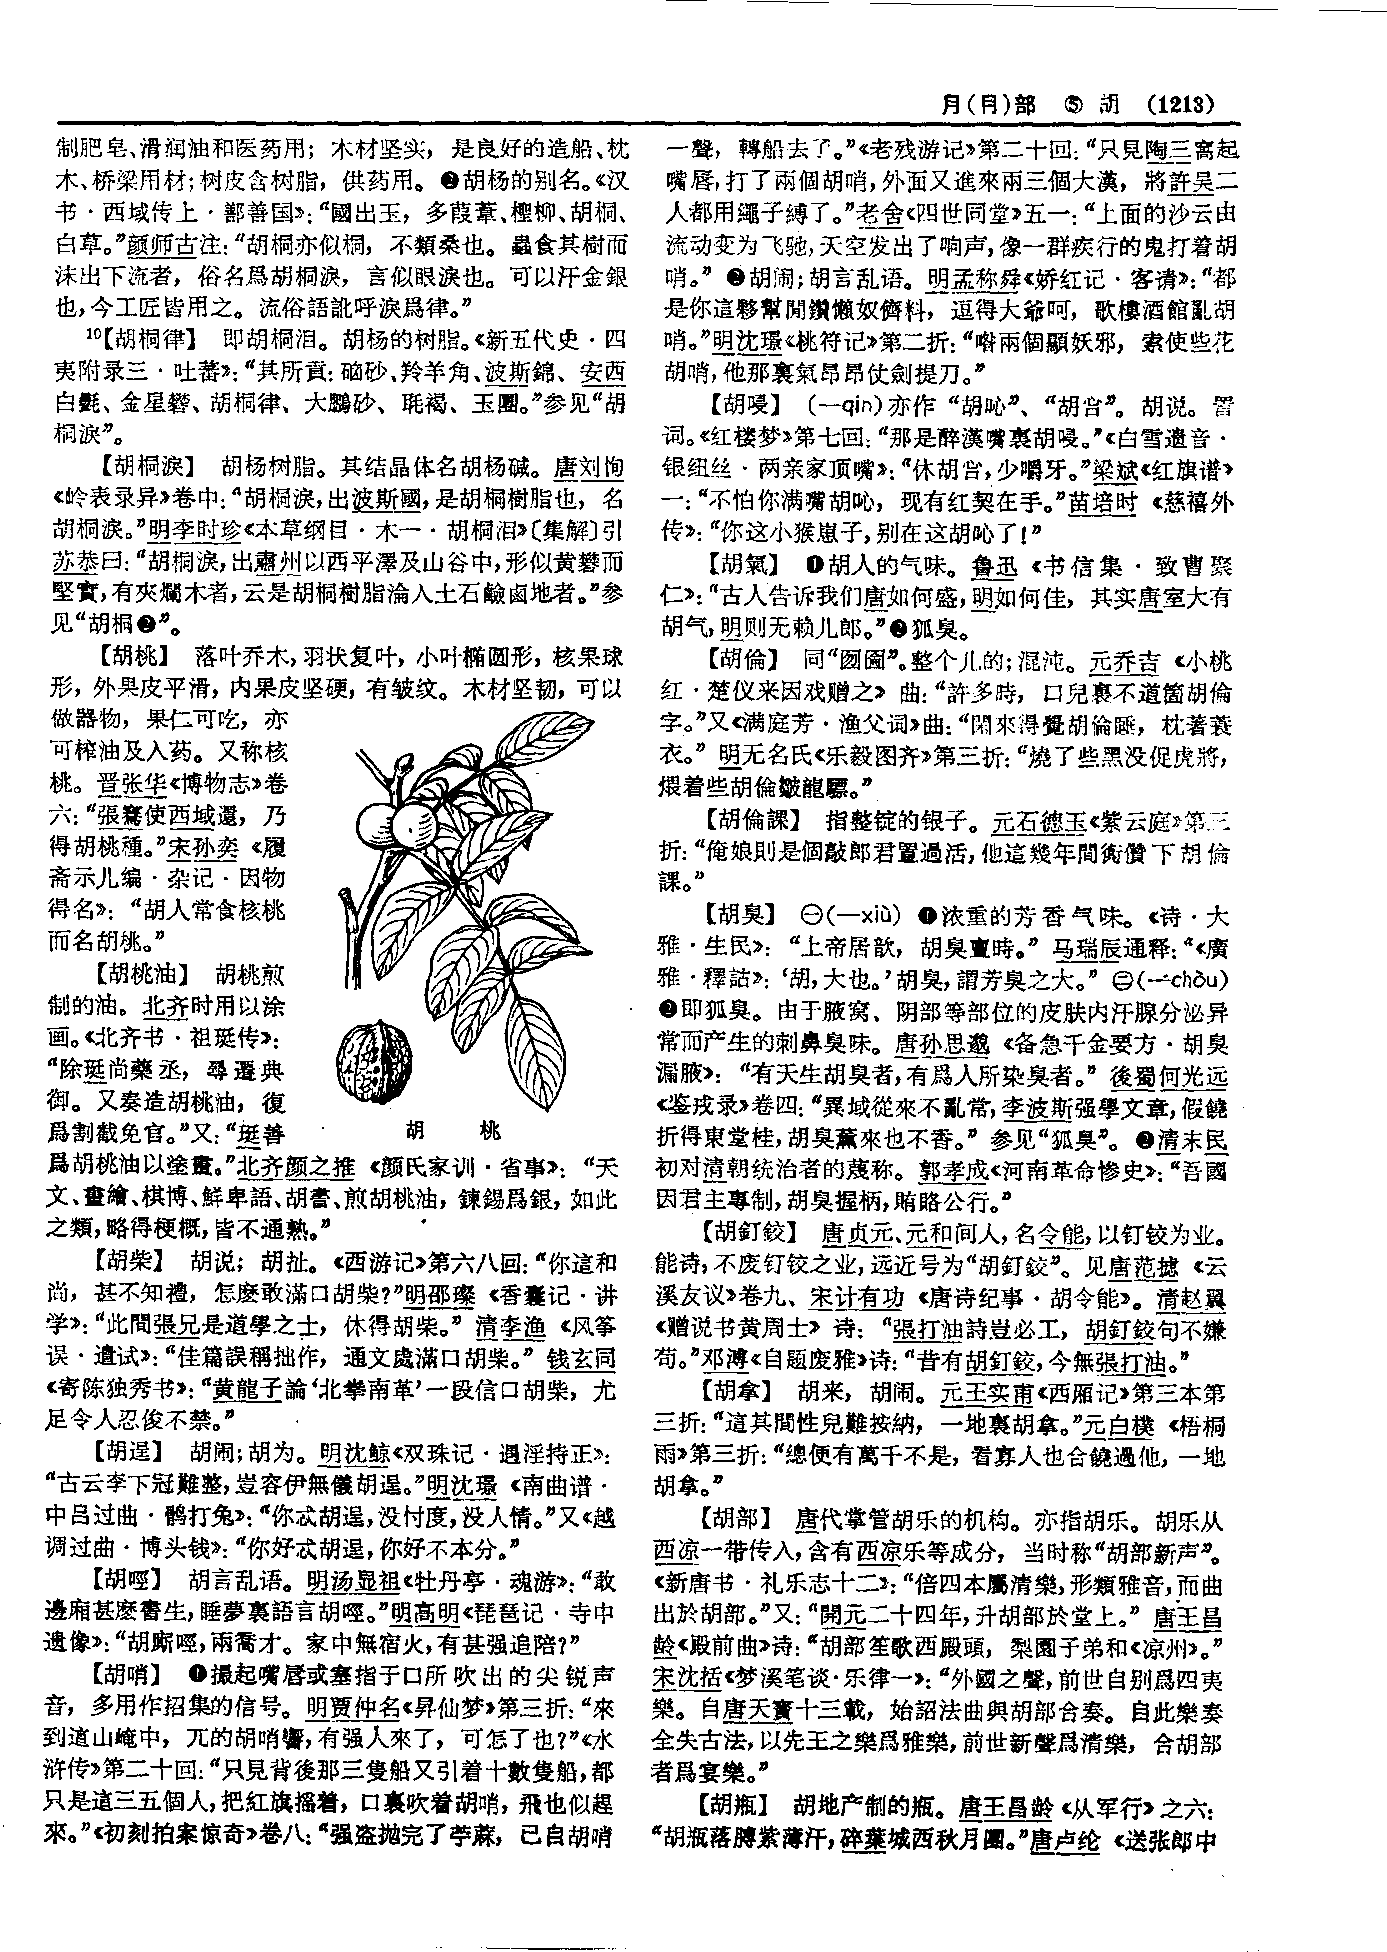 月(月)部 ⑤ 胡 (1213)
制肥皂、滑润油和医药用；木材坚实，是良好的造船、枕
木、桥梁用材；树皮含树脂，供药用。❷胡杨的别名。《汉
书·西域传上·鄯善国》：“國出玉，多葭葦、檉柳、胡桐、
白草。”颜师古注：“胡桐亦似桐，不類桑也。蟲食其樹而
沫出下流者，俗名爲胡桐淚，言似眼淚也。可以汗金銀
也，今工匠皆用之。流俗語訛呼淚爲律。”
¹⁰【胡桐律】 即胡桐泪。胡杨的树脂。《新五代史·四
夷附录三·吐蕃》：“其所貢：硇砂、羚羊角、波斯錦、安西
白氎、金星礬、胡桐律、大鵬砂、毦褐、玉團。”参见“胡
桐淚”。
【胡桐淚】 胡杨树脂。其结晶体名胡杨碱。唐刘恂
《岭表录异》卷中：“胡桐淚，出波斯國，是胡桐樹脂也，名
胡桐淚。”明李时珍《本草纲目·木一·胡桐泪》〔集解〕引
苏恭曰：“胡桐淚，出肅州以西平澤及山谷中，形似黄礬而
堅實，有夾爛木者，云是胡桐樹脂淪入土石鹼鹵地者。”参
见“胡桐❷”。
【胡桃】 落叶乔木，羽状复叶，小叶椭圆形，核果球
形，外果皮平滑，内果皮坚硬，有皱纹。木材坚韧，可以
做器物，果仁可吃，亦
可榨油及入药。又称核
桃。晋张华《博物志》卷
六：“張騫使西域還，乃
得胡桃種。”宋孙奕《履
斋示儿编·杂记·因物
得名》：“胡人常食核桃
而名胡桃。”
【胡桃油】 胡桃煎
制的油。北齐时用以涂
画。《北齐书·祖珽传》：
“除珽尚藥丞，尋遷典
御。又奏造胡桃油，復
爲割截免官。”又：“珽善
胡 桃
爲胡桃油以塗畫。”北齐颜之推《颜氏家训·省事》：“天
文、畫繪、棋博、鮮卑語、胡書、煎胡桃油，鍊錫爲銀，如此
之類，略得梗概，皆不通熟。”
【胡柴】 胡说；胡扯。《西游记》第六八回：“你這和
尚，甚不知禮，怎麽敢滿口胡柴？”明邵璨《香囊记·讲
学》：“此間張兄是道學之士，休得胡柴。”清李渔《风筝
误·遣试》：“佳篇誤稱拙作，通文處滿口胡柴。”钱玄同
《寄陈独秀书》：“黄龍子論‘北拳南革’一段信口胡柴，尤
足令人忍俊不禁。”
【胡逞】 胡闹；胡为。明沈鲸《双珠记·遇淫持正》：
“古云李下冠難整，豈容伊無儀胡逞。”明沈璟《南曲谱·
中吕过曲·鹘打兔》：“你忒胡逞，没忖度，没人情。”又《越
调过曲·博头钱》：“你好忒胡逞，你好不本分。”
【胡𠵾】 胡言乱语。明汤显祖《牡丹亭·魂游》：“敢
邊廂甚麽書生，睡夢裏語言胡𠵾。”明高明《琵琶记·寺中
遗像》：“胡廝𠵾，兩喬才。家中無宿火，有甚强追陪？”
【胡哨】 ❶撮起嘴唇或塞指于口所吹出的尖锐声
音，多用作招集的信号。明贾仲名《昇仙梦》第三折：“來
到這山崦中，兀的胡哨響，有强人來了，可怎了也？”《水
浒传》第二十回：“只見背後那三隻船又引着十數隻船，都
只是這三五個人，把紅旗摇着，口裏吹着胡哨，飛也似趕
來。”《初刻拍案惊奇》卷八：“强盗抛完了苧蔴，已自胡哨
一聲，轉船去了。”《老残游记》第二十回：“只見陶三窩起
嘴唇，打了兩個胡哨，外面又進來兩三個大漢，將許吴二
人都用繩子縛了。”老舍《四世同堂》五一：“上面的沙云由
流动变为飞驰，天空发出了响声，像一群疾行的鬼打着胡
哨。” ❷胡闹；胡言乱语。明孟称舜《娇红记·客请》：“都
是你這夥幫閒鑽懶奴儕料，逗得大爺呵，歌樓酒館亂胡
哨。”明沈璟《桃符记》第二折：“喒兩個顯妖邪，索使些花
胡哨，他那裏氣昂昂仗劍提刀。”
【胡唚】 (—qìn)亦作“胡吣”、“胡唘”。胡说。詈
词。《红楼梦》第七回：“那是醉漢嘴裏胡唚。”《白雪遗音·
银纽丝·两亲家顶嘴》：“休胡唘，少嚼牙。”梁斌《红旗谱》
一：“不怕你满嘴胡吣，现有红契在手。”苗培时《慈禧外
传》：“你这小猴崽子，别在这胡吣了！”
【胡氣】 ❶胡人的气味。鲁迅《书信集·致曹聚
仁》：“古人告诉我们唐如何盛，明如何佳，其实唐室大有
胡气，明则无赖儿郎。”❷狐臭。
【胡倫】 同“囫囵”。整个儿的；混沌。元乔吉《小桃
红·楚仪来因戏赠之》曲：“許多時，口兒裏不道箇胡倫
字。”又《满庭芳·渔父词》曲：“閑來得覺胡倫睡，枕著蓑
衣。”明无名氏《乐毅图齐》第三折：“燒了些黑没促虎將，
煨着些胡倫皺龍驃。”
【胡倫課】 指整锭的银子。元石德玉《紫云庭》第三
折：“俺娘則是個敲郎君置過活，他這幾年間衠儹下胡倫
課。”
【胡臭】 ㊀(—xiù) ❶浓重的芳香气味。《诗·大
雅·生民》：“上帝居歆，胡臭亶時。”马瑞辰通释：“《廣
雅·釋詁》：‘胡，大也。’胡臭，謂芳臭之大。” ㊁(—chòu)
❷即狐臭。由于腋窝、阴部等部位的皮肤内汗腺分泌异
常而产生的刺鼻臭味。唐孙思邈《备急千金要方·胡臭
漏腋》：“有天生胡臭者，有爲人所染臭者。”後蜀何光远
《鉴戎录》卷四：“異域從來不亂常，李波斯强學文章，假饒
折得東堂桂，胡臭薰來也不香。”参见“狐臭”。❷清末民
初对清朝统治者的蔑称。郭孝成《河南革命惨史》：“吾國
因君主專制，胡臭握柄，賄賂公行。”
【胡釘鉸】 唐贞元、元和间人，名令能，以钉铰为业。
能诗，不废钉铰之业，远近号为“胡釘鉸”。见唐范摅《云
溪友议》卷九、宋计有功《唐诗纪事·胡令能》。清赵翼
《赠说书黄周士》诗：“張打油詩豈必工，胡釘鉸句不嫌
苟。”邓溥《自题废雅》诗：“昔有胡釘鉸，今無張打油。”
【胡拿】 胡来，胡闹。元王实甫《西厢记》第三本第
三折：“這其間性兒難按納，一地裏胡拿。”元白樸《梧桐
雨》第三折：“總便有萬千不是，看寡人也合饒過他，一地
胡拿。”
【胡部】 唐代掌管胡乐的机构。亦指胡乐。胡乐从
西凉一带传入，含有西凉乐等成分，当时称“胡部新声”。
《新唐书·礼乐志十二》：“倍四本屬清樂，形類雅音，而曲
出於胡部。”又：“開元二十四年，升胡部於堂上。”唐王昌
龄《殿前曲》诗：“胡部笙歌西殿頭，梨園子弟和《凉州》。”
宋沈括《梦溪笔谈·乐律一》：“外國之聲，前世自别爲四夷
樂。自唐天寶十三載，始詔法曲與胡部合奏。自此樂奏
全失古法，以先王之樂爲雅樂，前世新聲爲清樂，合胡部
者爲宴樂。”
【胡瓶】 胡地产制的瓶。唐王昌龄《从军行》之六：
“胡瓶落膊紫薄汗，碎葉城西秋月團。”唐卢纶《送张郎中